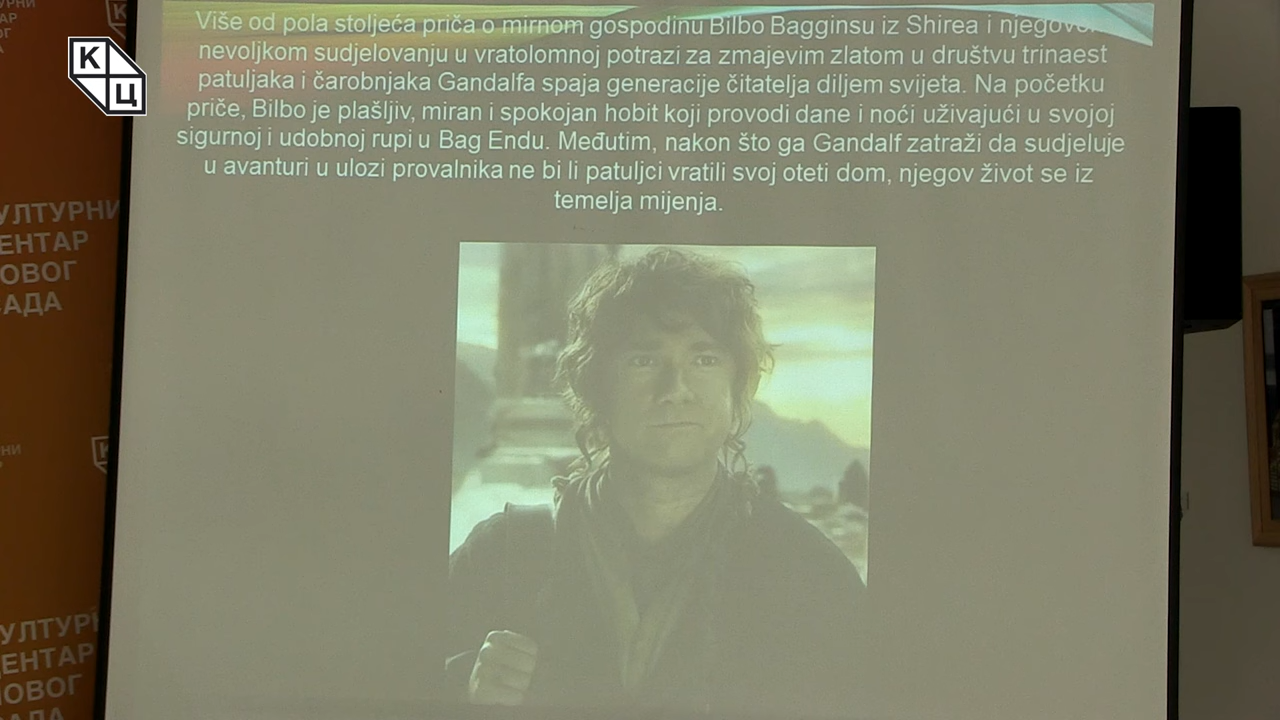 Više od pola stoljeća priča o mirnom gospodinu Bilbo Bagginsu iz Shirea i
nevoljkom sudjelovanju u vratolomnoj potrazi za zmajevim zlatom u društvu trinaest
patuljaka i čarobnjaka Gandalfa spaja generacije čitatelja diljem svijeta. Na početku
priče, Bilbo je plašljiv, miran i spokojan hobit koji provodi dane i noći uživajući u svojoj
sigurnoj i udobnoj rupi u Bag Endu. Međutim, nakon što ga Gandalf zatraži da sudjeluje
u avanturi u ulozi provalnika ne bi li patuljci vratili svoj oteti dom, njegov život se iz
temelja mijenja.
К
Ц
УЛТУРНИ
ЕНТАР
ОВОГ
АДА
УЛТУРН
ЕНТАР
ОВОГ